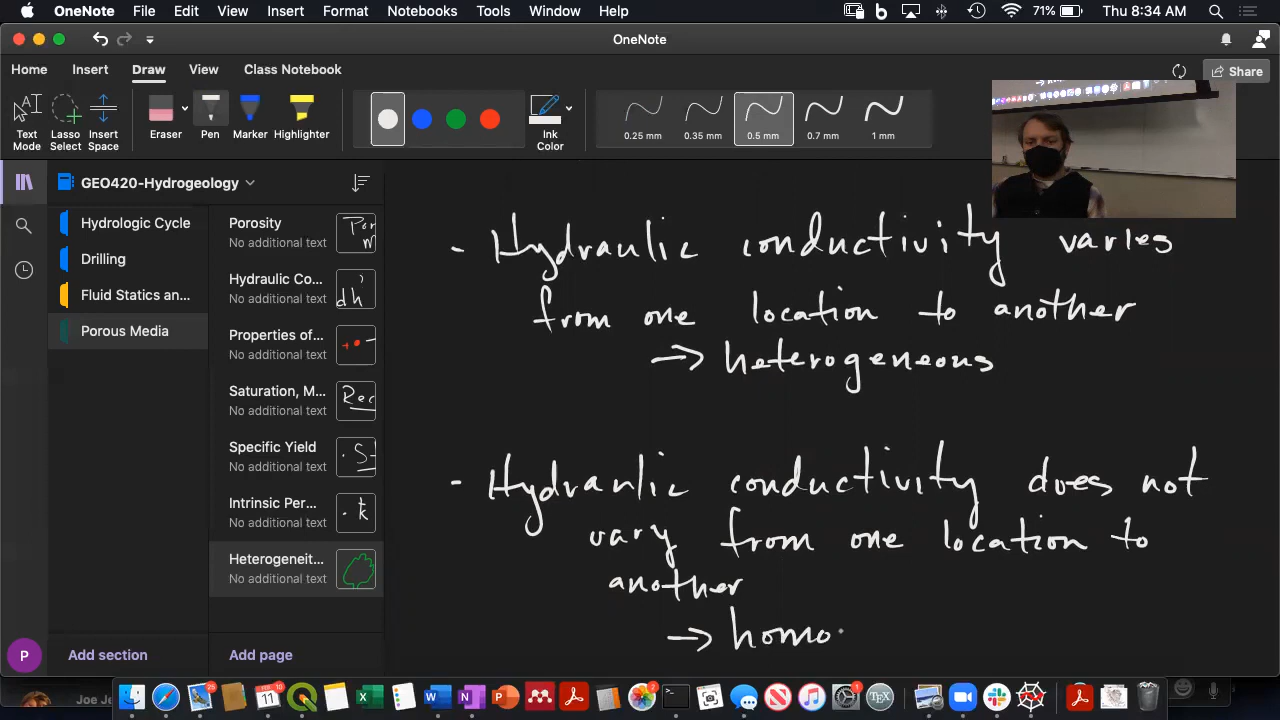 OneNote File Edit View Insert Format Notebooks Tools Window Help 71% Thu 8:34 AM
OneNote
Home Insert Draw View Class Notebook Share
Text Mode Lasso Select Insert Space Eraser Pen Marker Highlighter Ink Color 0.25 mm 0.35 mm 0.5 mm 0.7 mm 1 mm
GEO420-Hydrogeology
Hydrologic Cycle
Drilling
Fluid Statics an...
Porous Media
Porosity
No additional text
Hydraulic Co...
No additional text
dh
Properties of...
No additional text
Saturation, M...
No additional text
Rec
Specific Yield
No additional text
· S
Intrinsic Per...
No additional text
· k
Heterogeneit...
No additional text
- Hydraulic conductivity varies
from one location to another
→ heterogeneous
- Hydraulic conductivity does not
vary from one location to
another
→ homo
P Add section Add page
Joe Je